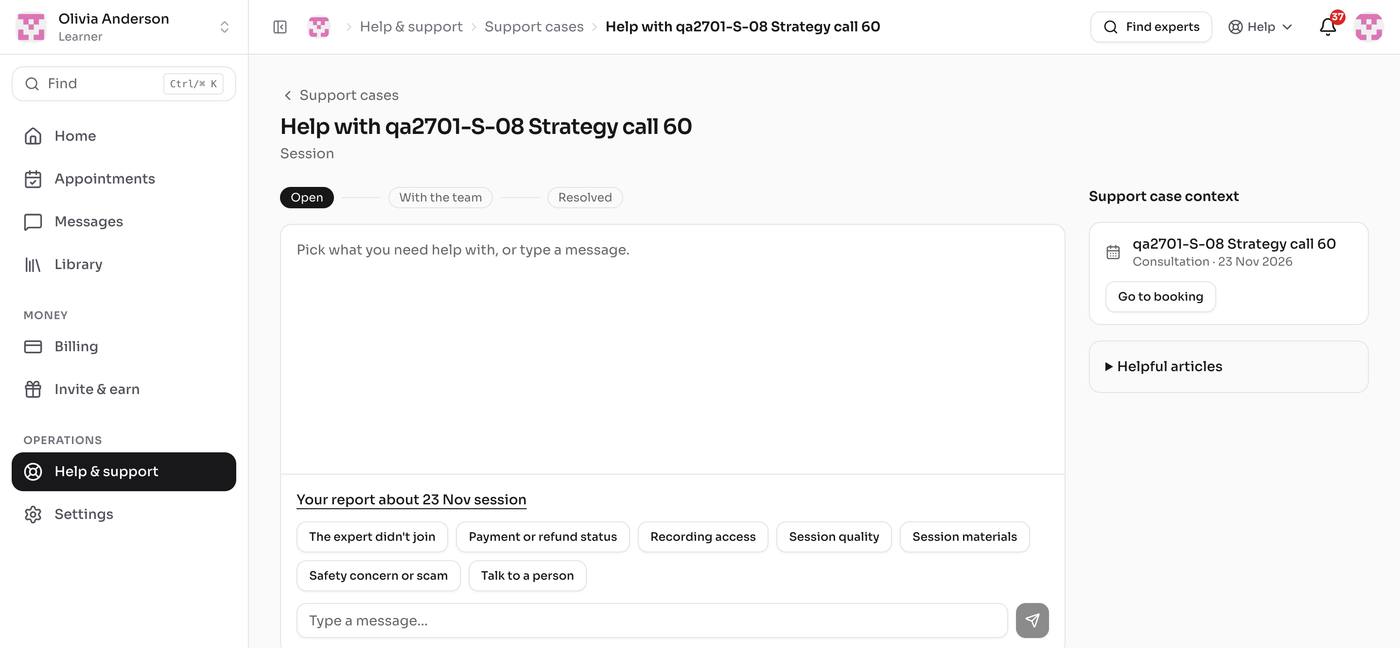 Olivia Anderson
Learner
Find
Ctrl/⌘ K
Home
Appointments
Messages
Library
MONEY
Billing
Invite & earn
OPERATIONS
Help & support
Settings
Help & support
Support cases
Help with qa2701-S-08 Strategy call 60
Find experts
Help
37
Support cases
Help with qa2701-S-08 Strategy call 60
Session
Open
With the team
Resolved
Pick what you need help with, or type a message.
Your report about 23 Nov session
The expert didn't join
Payment or refund status
Recording access
Session quality
Session materials
Safety concern or scam
Talk to a person
Type a message...
Support case context
qa2701-S-08 Strategy call 60
Consultation · 23 Nov 2026
Go to booking
Helpful articles